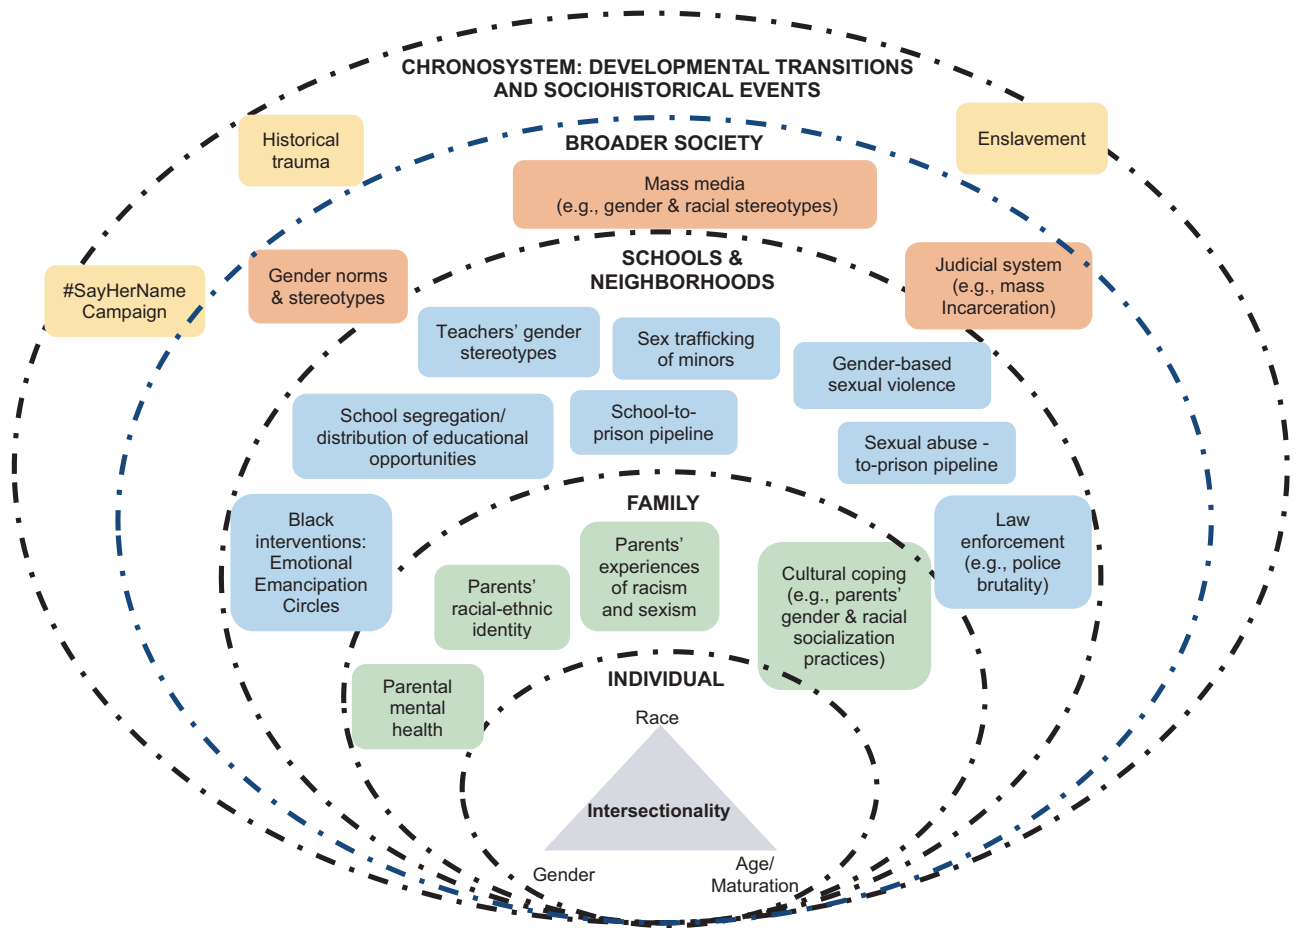 CHRONOSYSTEM: DEVELOPMENTAL TRANSITIONS
AND SOCIOHISTORICAL EVENTS
Historical
trauma
Enslavement
BROADER SOCIETY
Mass media
(e.g., gender & racial stereotypes)
#SayHerName
Campaign
Gender norms
& stereotypes
Judicial system
(e.g., mass
Incarceration)
SCHOOLS &
NEIGHBORHOODS
Teachers' gender
stereotypes
Sex trafficking
of minors
Gender-based
sexual violence
School segregation/
distribution of educational
opportunities
School-to-
prison pipeline
Sexual abuse -
to-prison pipeline
Black
interventions:
Emotional
Emancipation
Circles
Law
enforcement
(e.g., police
brutality)
FAMILY
Parents'
racial-ethnic
identity
Parents'
experiences
of racism
and sexism
Cultural coping
(e.g., parents'
gender & racial
socialization
practices)
Parental
mental
health
INDIVIDUAL
Race
Intersectionality
Gender
Age/
Maturation